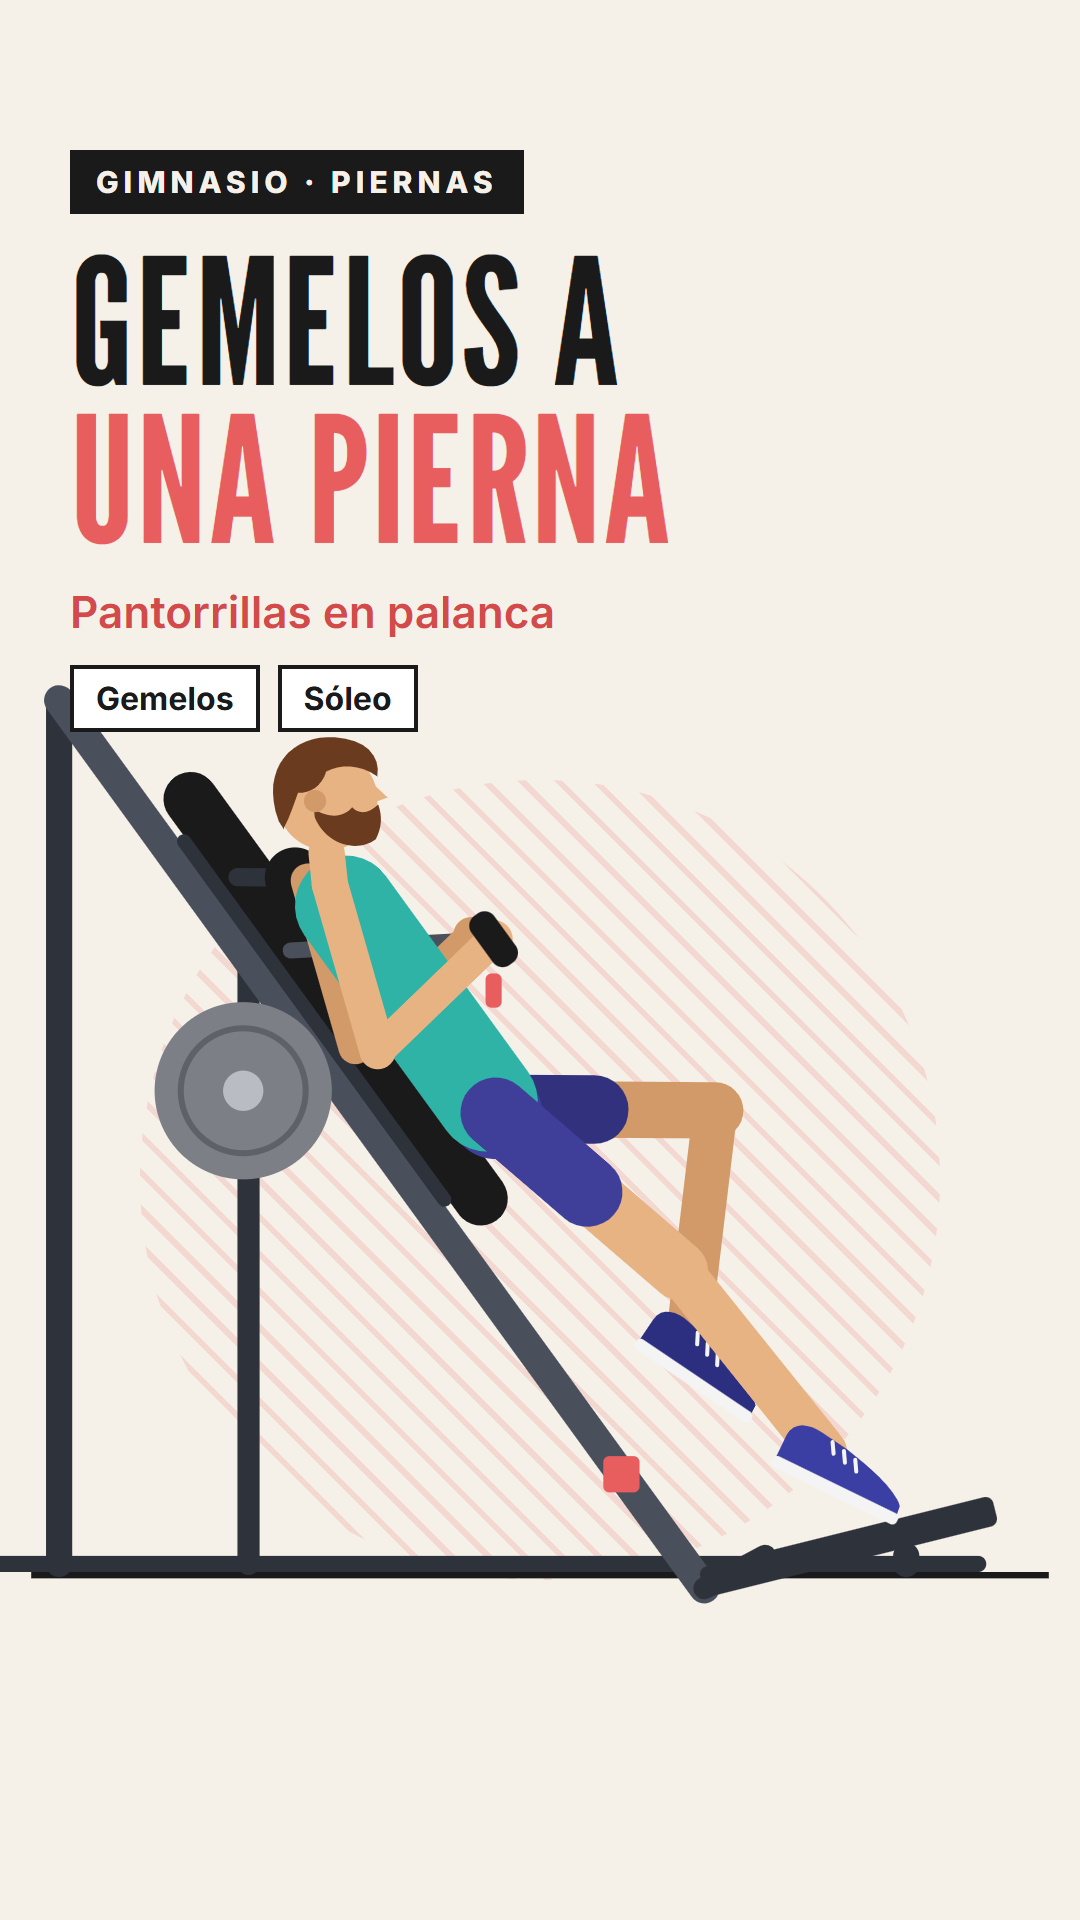 GIMNASIO · PIERNAS
GEMELOS A
UNA PIERNA
Pantorrillas en palanca
Gemelos
Sóleo